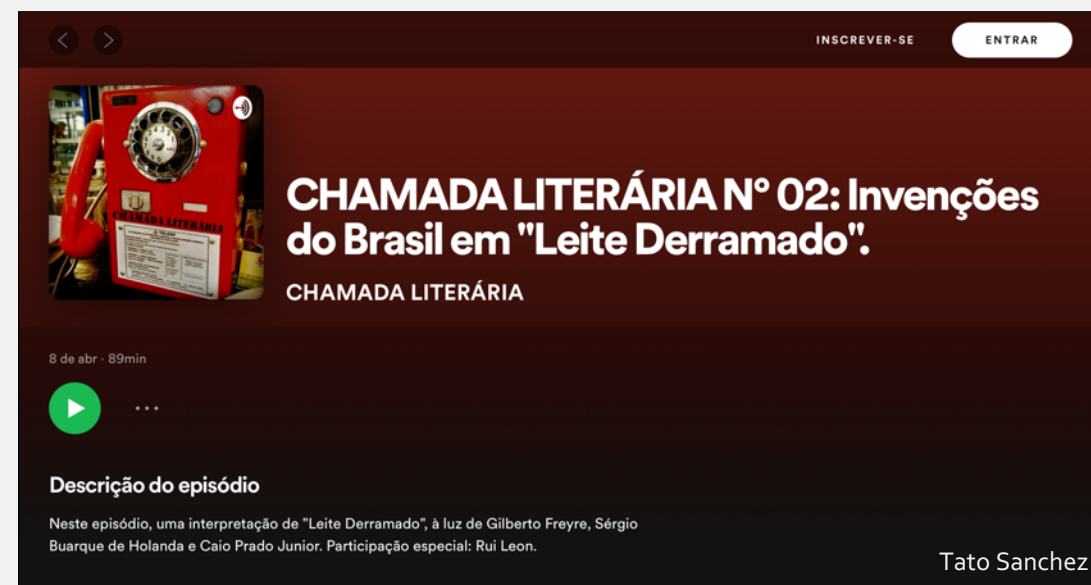 INSCREVER-SE
ENTRAR
CHAMADA LITERÁRIA
CHAMADA LITERÁRIA Nº 02: Invenções
do Brasil em "Leite Derramado".
CHAMADA LITERÁRIA
8 de abr · 89min
Descrição do episódio
Neste episódio, uma interpretação de "Leite Derramado", à luz de Gilberto Freyre, Sérgio
Buarque de Holanda e Caio Prado Junior. Participação especial: Rui Leon.
Tato Sanchez